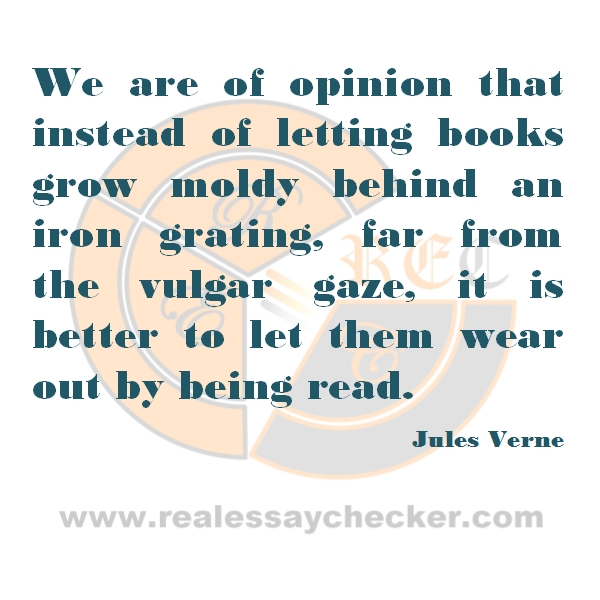 We are of opinion that
instead of letting books
grow moldy behind an
iron grating, far from
the vulgar gaze, it is
better to let them wear
out by being read.
Jules Verne
R
REC
E
C
www.realessaychecker.com